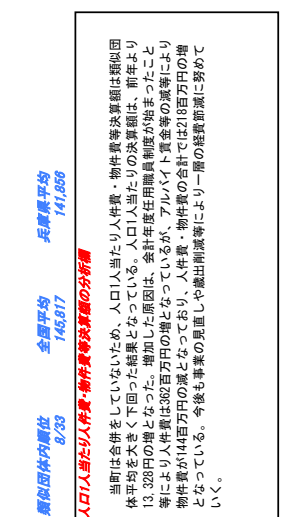 類似団体内順位 全国平均 兵庫県平均
8/33 145,817 141,856
人口1人当たり人件費・物件費等決算額の分析欄
当町は合併をしていないため、人口1人当たり人件費・物件費等決算額は類似団
体平均を大きく下回った結果となっている。人口1人当たりの決算額は、前年より
13,328円の増となった。増加した原因は、会計年度任用職員制度が始まったこと
等により人件費は362百万円の増となっているが、アルバイト賃金等の減等により
物件費が144百万円の減となっており、人件費・物件費の合計では218百万円の増
となっている。今後も事業の見直しや歳出削減等により一層の経費節減に努めて
いく。